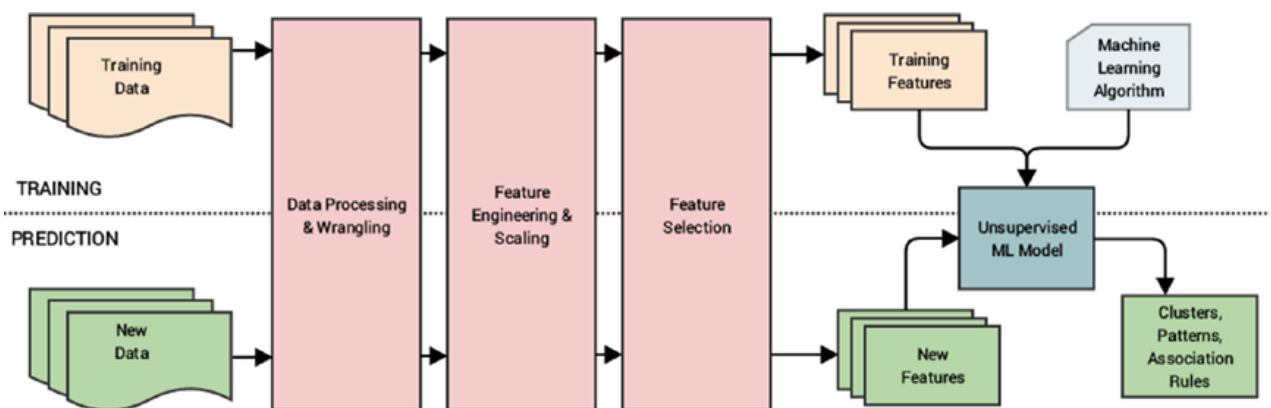 Training
Data
Training
Features
Machine
Learning
Algorithm
TRAINING
Data Processing
& Wrangling
Feature
Engineering &
Scaling
Feature
Selection
Unsupervised
ML Model
PREDICTION
New
Data
New
Features
Clusters,
Patterns,
Association
Rules